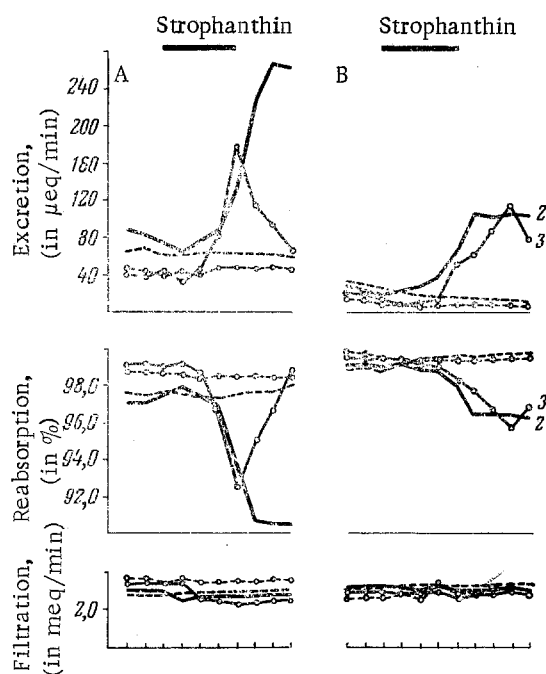 Strophanthin Strophanthin
A B
Excretion,
(in μeq/min)
240
200
160
120
80
40
2
3
Reabsorption,
(in %)
98,0
96,0
94,0
92,0
3
2
Filtration,
(in meq/min)
2,0